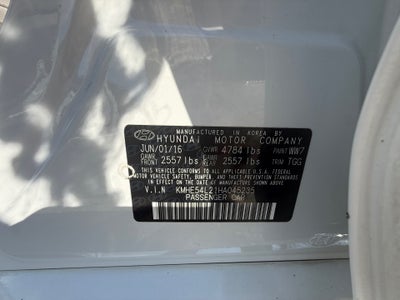 MANUFACTURED IN KOREA BY
HYUNDAI MOTOR COMPANY
JUN/01/16 GVWR 4784 lbs PAINT WW7
GAWR FRONT 2557 lbs GAWR REAR 2557 lbs TRIM TGG
THIS VEHICLE CONFORMS TO ALL APPLICABLE U.S.A. FEDERAL
MOTOR VEHICLE SAFETY, BUMPER, AND THEFT PREVENTION STANDARDS
IN EFFECT ON THE DATE OF MANUFACTURE SHOWN ABOVE.
V.I.N KMHE54L21HA045235
PASSENGER CAR